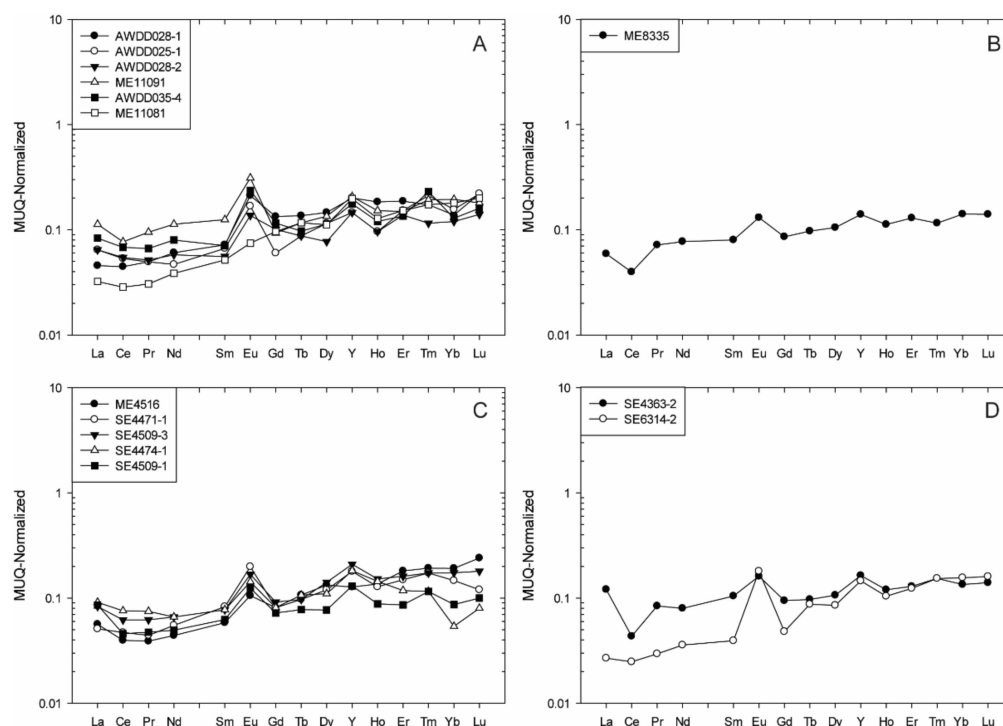 AWDD028-1
AWDD025-1
AWDD028-2
ME11091
AWDD035-4
ME11081
A
10
1
0.1
0.01
MUQ-Normalized
La Ce Pr Nd Sm Eu Gd Tb Dy Y Ho Er Tm Yb Lu
ME8335
B
10
1
0.1
0.01
MUQ-Normalized
La Ce Pr Nd Sm Eu Gd Tb Dy Y Ho Er Tm Yb Lu
ME4516
SE4471-1
SE4509-3
SE4474-1
SE4509-1
C
10
1
0.1
0.01
MUQ-Normalized
La Ce Pr Nd Sm Eu Gd Tb Dy Y Ho Er Tm Yb Lu
SE4363-2
SE6314-2
D
10
1
0.1
0.01
MUQ-Normalized
La Ce Pr Nd Sm Eu Gd Tb Dy Y Ho Er Tm Yb Lu